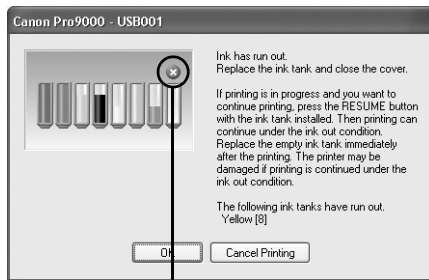 Canon Pro9000 - USB001
Ink has run out.
Replace the ink tank and close the cover.
If printing is in progress and you want to
continue printing, press the RESUME button
with the ink tank installed. Then printing can
continue under the ink out condition.
Replace the empty ink tank immediately
after the printing. The printer may be
damaged if printing is continued under the
ink out condition.
The following ink tanks have run out.
Yellow [8]
OK
Cancel Printing